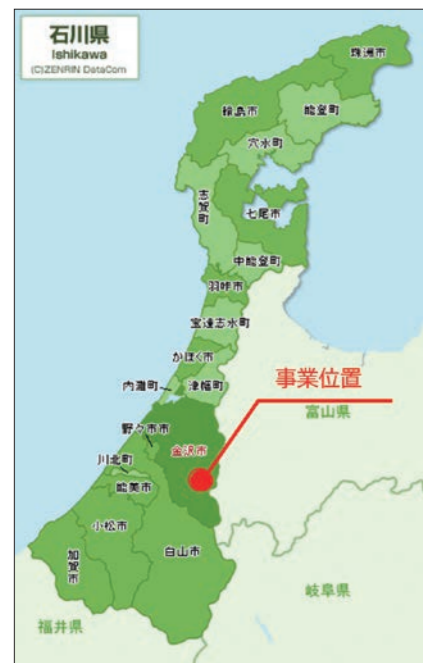 石川県
Ishikawa
(C)ZENRIN DataCom
珠洲市
輪島市
能登町
穴水町
志賀町
七尾市
中能登町
羽咋市
宝達志水町
かほく市
内灘町
津幡町
事業位置
富山県
野々市市
金沢市
川北町
能美市
小松市
白山市
加賀市
岐阜県
福井県